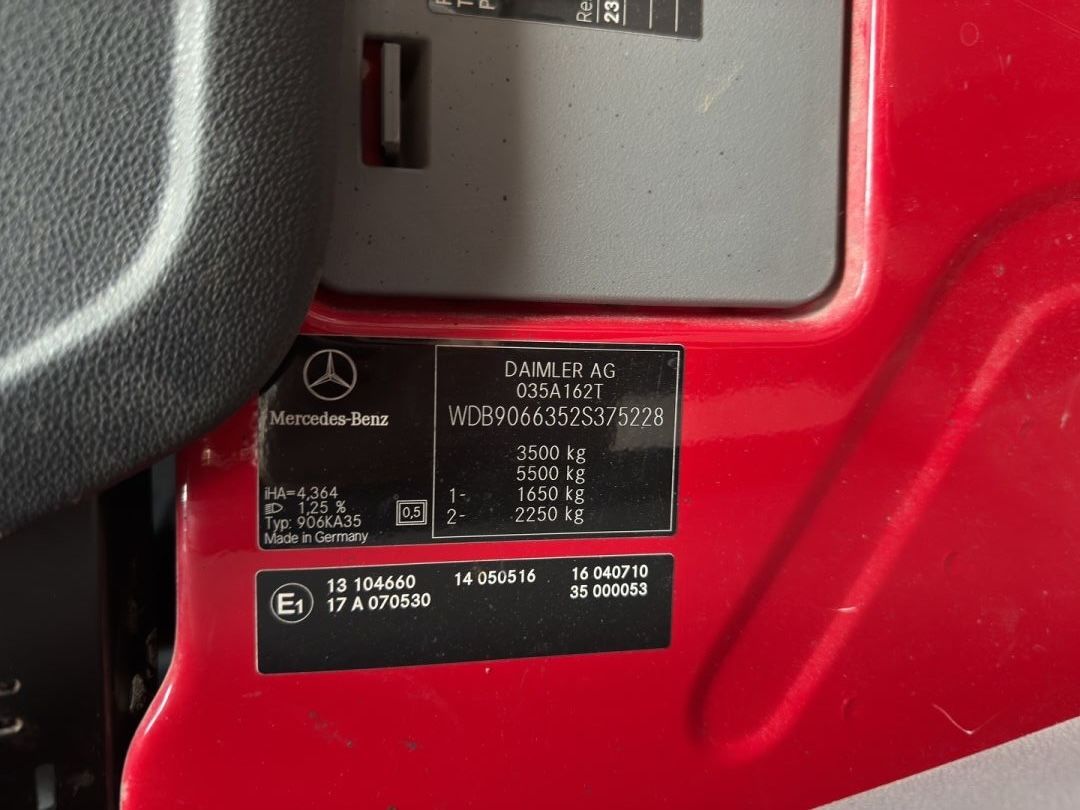 Re
23
Mercedes-Benz
iHA=4,364
1,25 %
Typ: 906KA35
Made in Germany
0,5
DAIMLER AG
035A162T
WDB9066352S375228
3500 kg
5500 kg
1- 1650 kg
2- 2250 kg
E1
13 104660 14 050516 16 040710
17 A 070530 35 000053